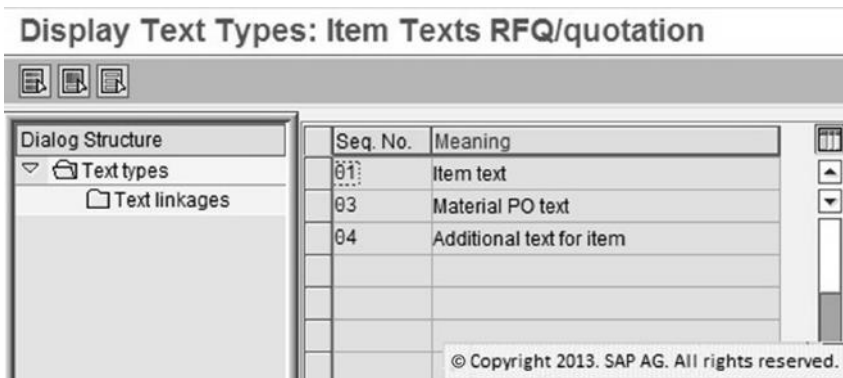 Display Text Types: Item Texts RFQ/quotation
Dialog Structure
Text types
Text linkages
Seq. No. Meaning
01 Item text
03 Material PO text
04 Additional text for item
© Copyright 2013. SAP AG. All rights reserved.